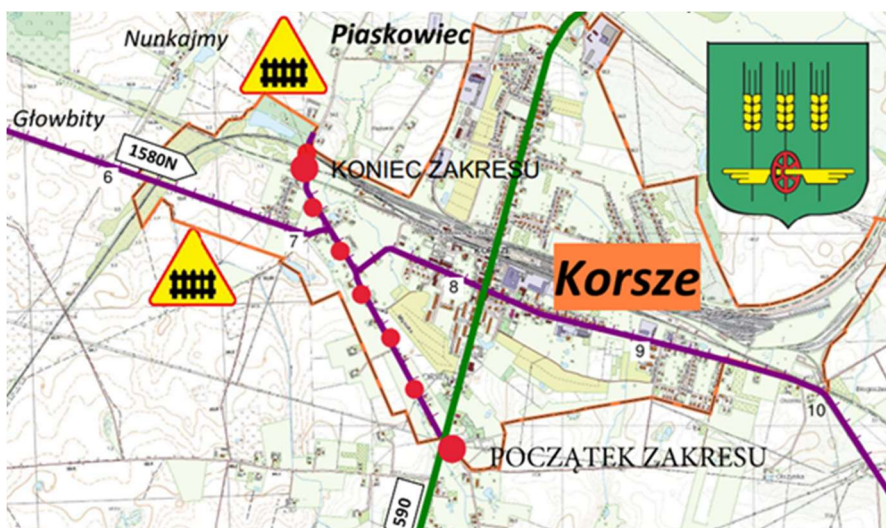 Nunkajmy
Piaskowiec
Głowbity
1580N
6
KONIEC ZAKRESU
7
8
Korsze
9
10
POCZĄTEK ZAKRESU
590